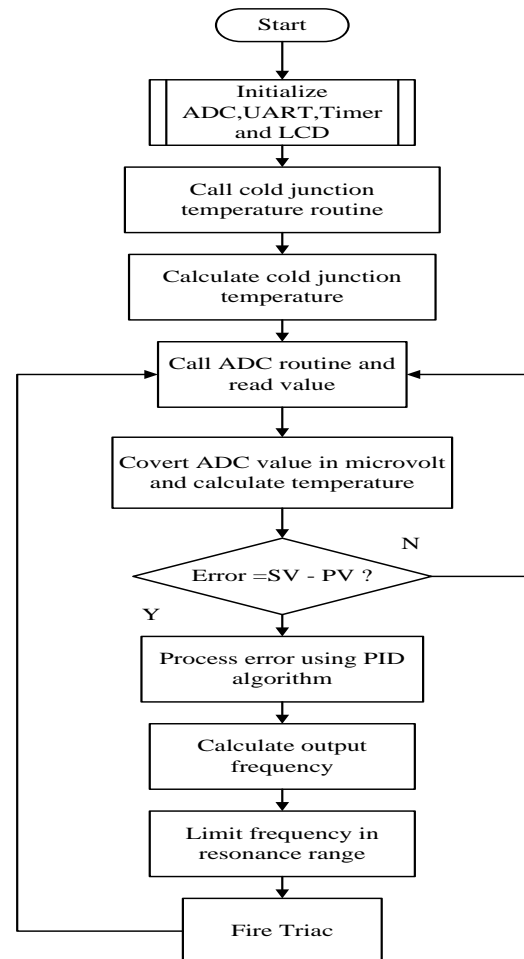 Start
Initialize
ADC,UART,Timer
and LCD
Call cold junction
temperature routine
Calculate cold junction
temperature
Call ADC routine and
read value
Covert ADC value in microvolt
and calculate temperature
N
Error =SV - PV ?
Y
Process error using PID
algorithm
Calculate output
frequency
Limit frequency in
resonance range
Fire Triac